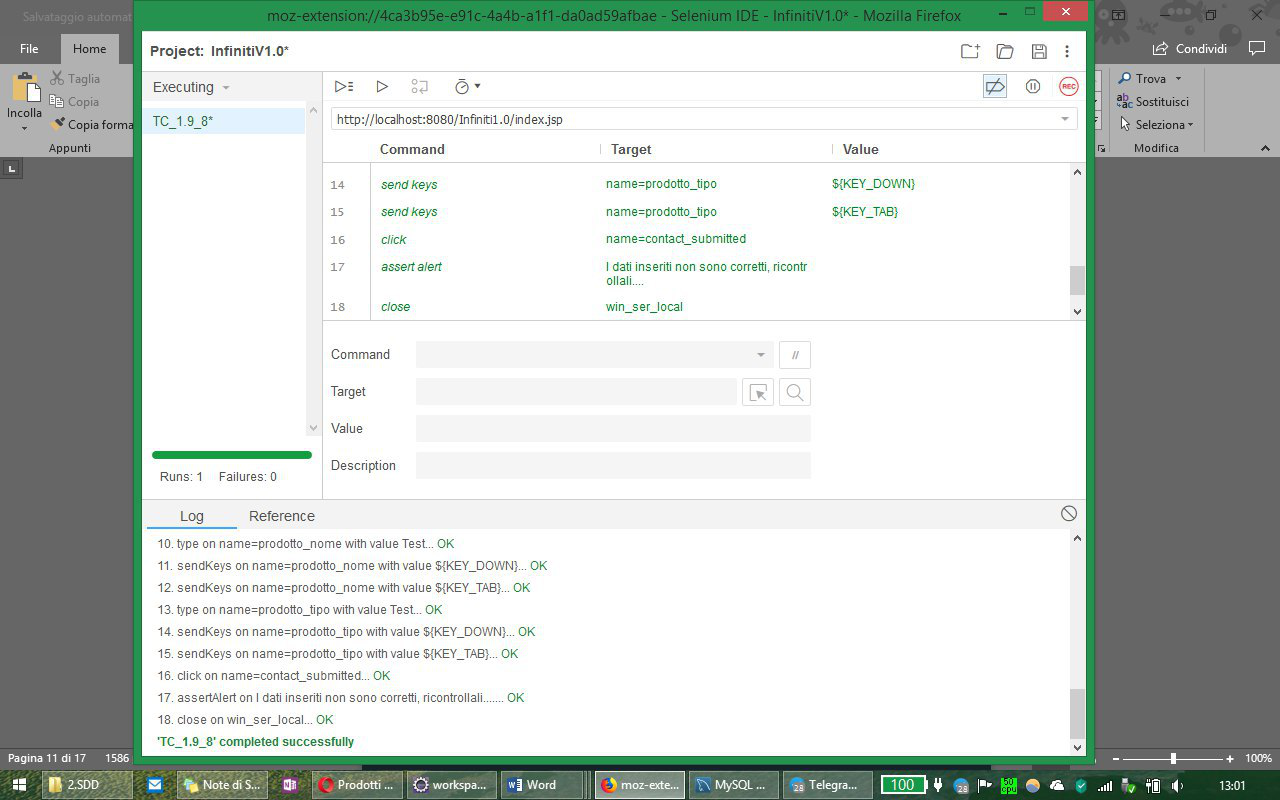 moz-extension://4ca3b95e-e91c-4a4b-a1f1-da0ad59afbae - Selenium IDE - InfinitiV1.0* - Mozilla Firefox
Salvataggio automat
File
Home
Condividi
Incolla
Taglia
Copia
Copia forma
Appunti
Trova
Sostituisci
Seleziona
Modifica
Project: InfinitiV1.0*
Executing
TC_1.9_8*
REC
http://localhost:8080/Infiniti1.0/index.jsp
Command Target Value
14 send keys name=prodotto_tipo ${KEY_DOWN}
15 send keys name=prodotto_tipo ${KEY_TAB}
16 click name=contact_submitted
17 assert alert I dati inseriti non sono corretti, ricontr
ollali....
18 close win_ser_local
Command
//
Target
Value
Description
Runs: 1 Failures: 0
Log Reference
10. type on name=prodotto_nome with value Test... OK
11. sendKeys on name=prodotto_nome with value ${KEY_DOWN}... OK
12. sendKeys on name=prodotto_nome with value ${KEY_TAB}... OK
13. type on name=prodotto_tipo with value Test... OK
14. sendKeys on name=prodotto_tipo with value ${KEY_DOWN}... OK
15. sendKeys on name=prodotto_tipo with value ${KEY_TAB}... OK
16. click on name=contact_submitted... OK
17. assertAlert on I dati inseriti non sono corretti, ricontrollali....... OK
18. close on win_ser_local... OK
'TC_1.9_8' completed successfully
Pagina 11 di 17 1586
100%
2.SDD
Note di S...
Prodotti ...
workspa...
Word
moz-exte...
MySQL ...
28 Telegra...
100
28
13:01